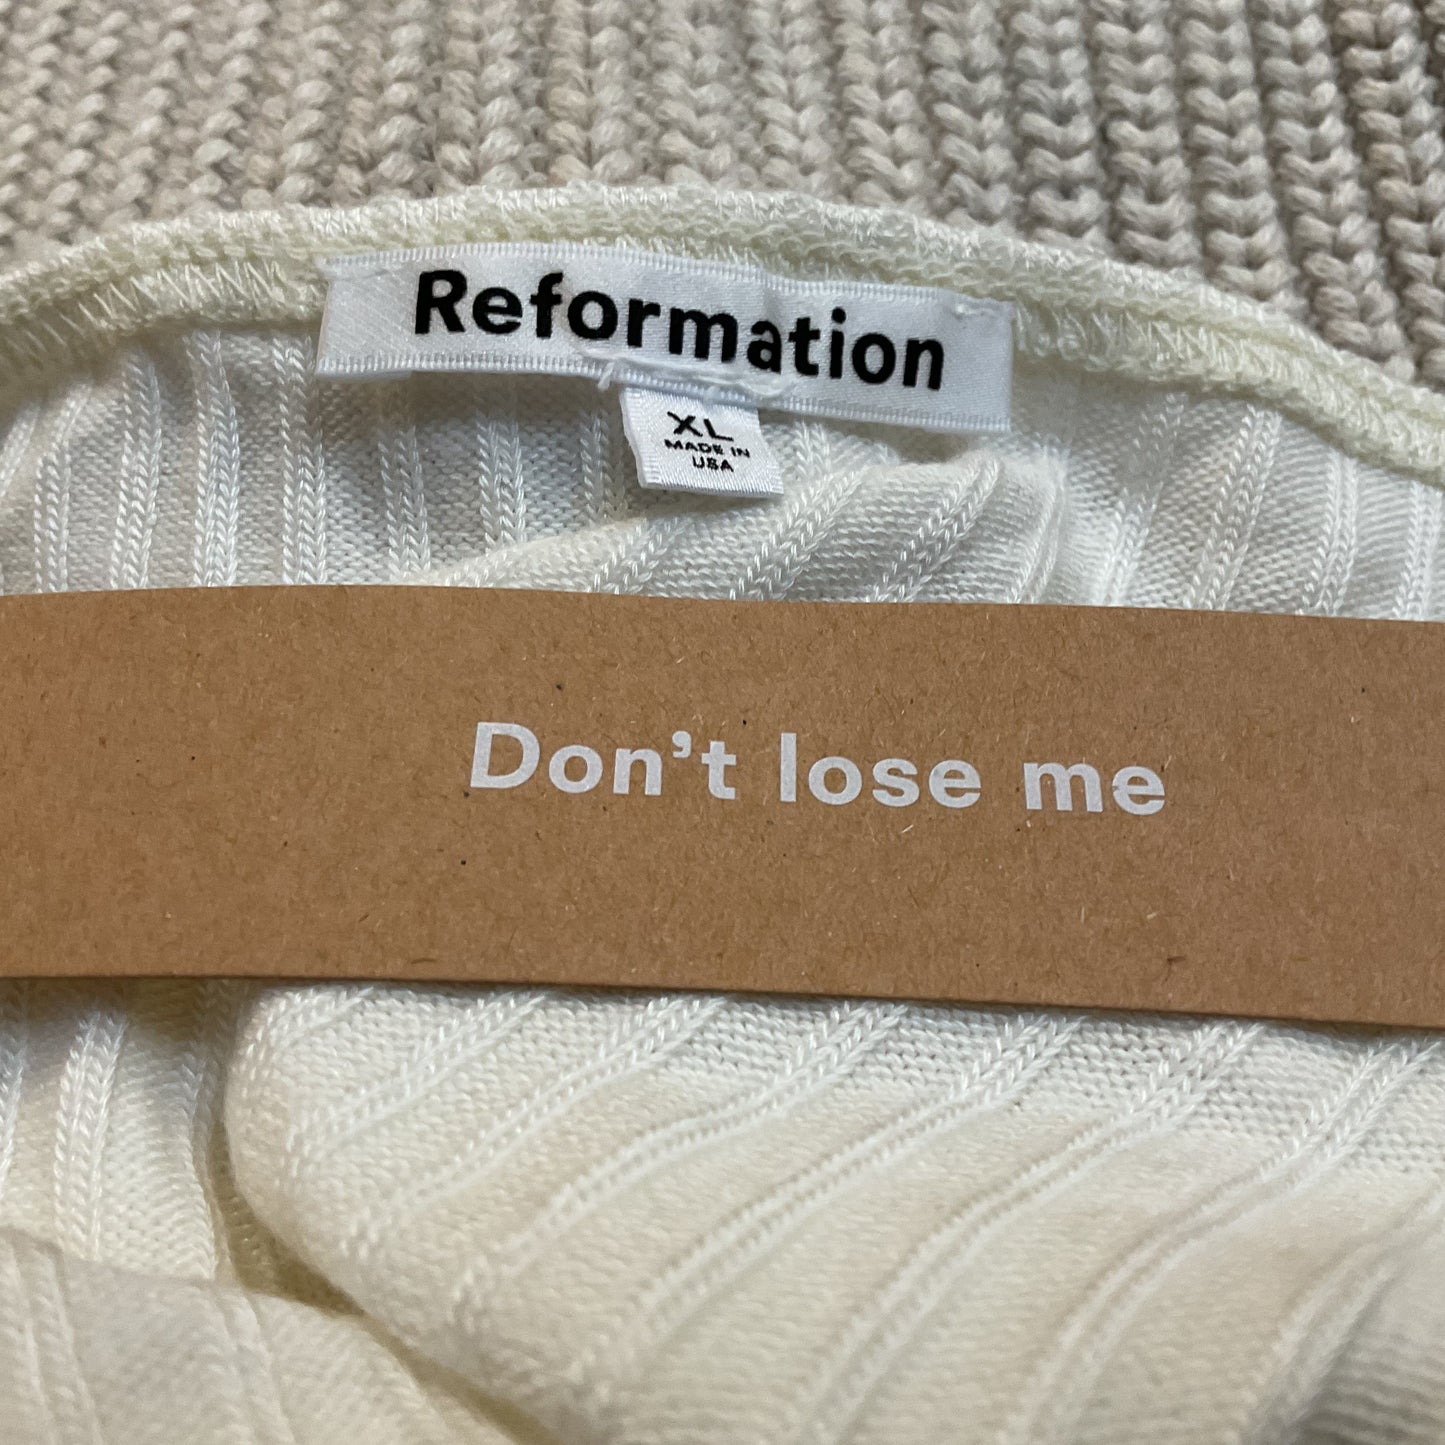 Reformation
XL
MADE IN
USA
Don’t lose me